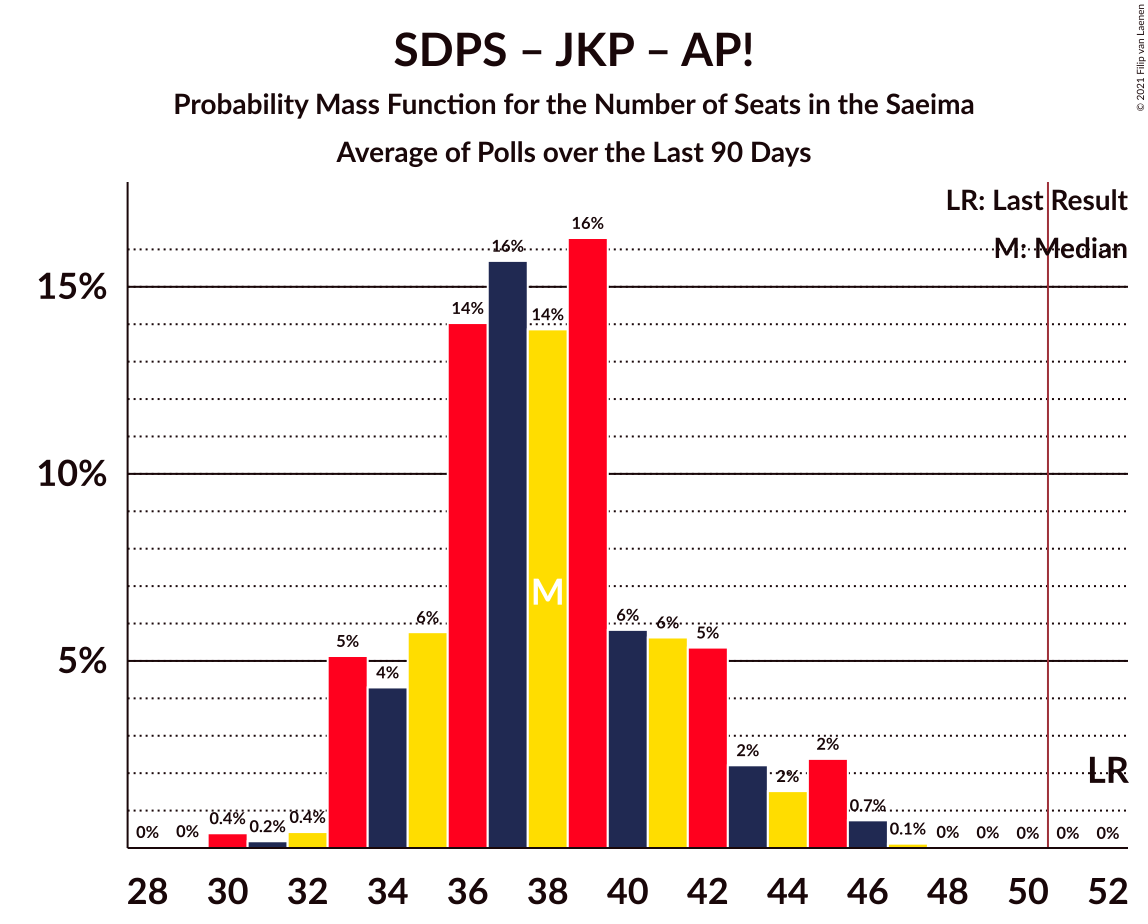 SDPS – JKP – AP!
Probability Mass Function for the Number of Seats in the Saeima
Average of Polls over the Last 90 Days
© 2021 Filip van Laenen
LR: Last Result
M: Median
15%
10%
5%
0% 0% 0.4% 0.2% 0.4% 5% 4% 6% 14% 16% 14% 16% 6% 6% 5% 2% 2% 2% 0.7% 0.1% 0% 0% 0% 0% 0%
M
LR
28 30 32 34 36 38 40 42 44 46 48 50 52